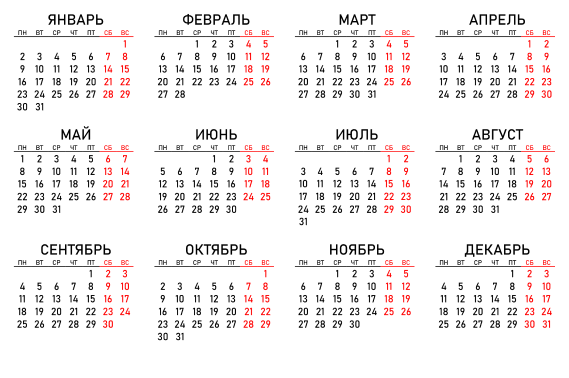 ЯНВАРЬ ФЕВРАЛЬ МАРТ АПРЕЛЬ
ПН ВТ СР ЧТ ПТ СБ ВС ПН ВТ СР ЧТ ПТ СБ ВС ПН ВТ СР ЧТ ПТ СБ ВС ПН ВТ СР ЧТ ПТ СБ ВС
1 1 2 3 4 5 1 2 3 4 5 1 2
2 3 4 5 6 7 8 6 7 8 9 10 11 12 6 7 8 9 10 11 12 3 4 5 6 7 8 9
9 10 11 12 13 14 15 13 14 15 16 17 18 19 13 14 15 16 17 18 19 10 11 12 13 14 15 16
16 17 18 19 20 21 22 20 21 22 23 24 25 26 20 21 22 23 24 25 26 17 18 19 20 21 22 23
23 24 25 26 27 28 29 27 28 27 28 29 30 31 24 25 26 27 28 29 30
30 31
МАЙ ИЮНЬ ИЮЛЬ АВГУСТ
ПН ВТ СР ЧТ ПТ СБ ВС ПН ВТ СР ЧТ ПТ СБ ВС ПН ВТ СР ЧТ ПТ СБ ВС ПН ВТ СР ЧТ ПТ СБ ВС
1 2 3 4 5 6 7 1 2 3 4 1 2 1 2 3 4 5 6
8 9 10 11 12 13 14 5 6 7 8 9 10 11 3 4 5 6 7 8 9 7 8 9 10 11 12 13
15 16 17 18 19 20 21 12 13 14 15 16 17 18 10 11 12 13 14 15 16 14 15 16 17 18 19 20
22 23 24 25 26 27 28 19 20 21 22 23 24 25 17 18 19 20 21 22 23 21 22 23 24 25 26 27
29 30 31 26 27 28 29 30 24 25 26 27 28 29 30 28 29 30 31
31
СЕНТЯБРЬ ОКТЯБРЬ НОЯБРЬ ДЕКАБРЬ
ПН ВТ СР ЧТ ПТ СБ ВС ПН ВТ СР ЧТ ПТ СБ ВС ПН ВТ СР ЧТ ПТ СБ ВС ПН ВТ СР ЧТ ПТ СБ ВС
1 2 3 1 1 2 3 4 5 1 2 3
4 5 6 7 8 9 10 2 3 4 5 6 7 8 6 7 8 9 10 11 12 4 5 6 7 8 9 10
11 12 13 14 15 16 17 9 10 11 12 13 14 15 13 14 15 16 17 18 19 11 12 13 14 15 16 17
18 19 20 21 22 23 24 16 17 18 19 20 21 22 20 21 22 23 24 25 26 18 19 20 21 22 23 24
25 26 27 28 29 30 23 24 25 26 27 28 29 27 28 29 30 25 26 27 28 29 30 31
30 31